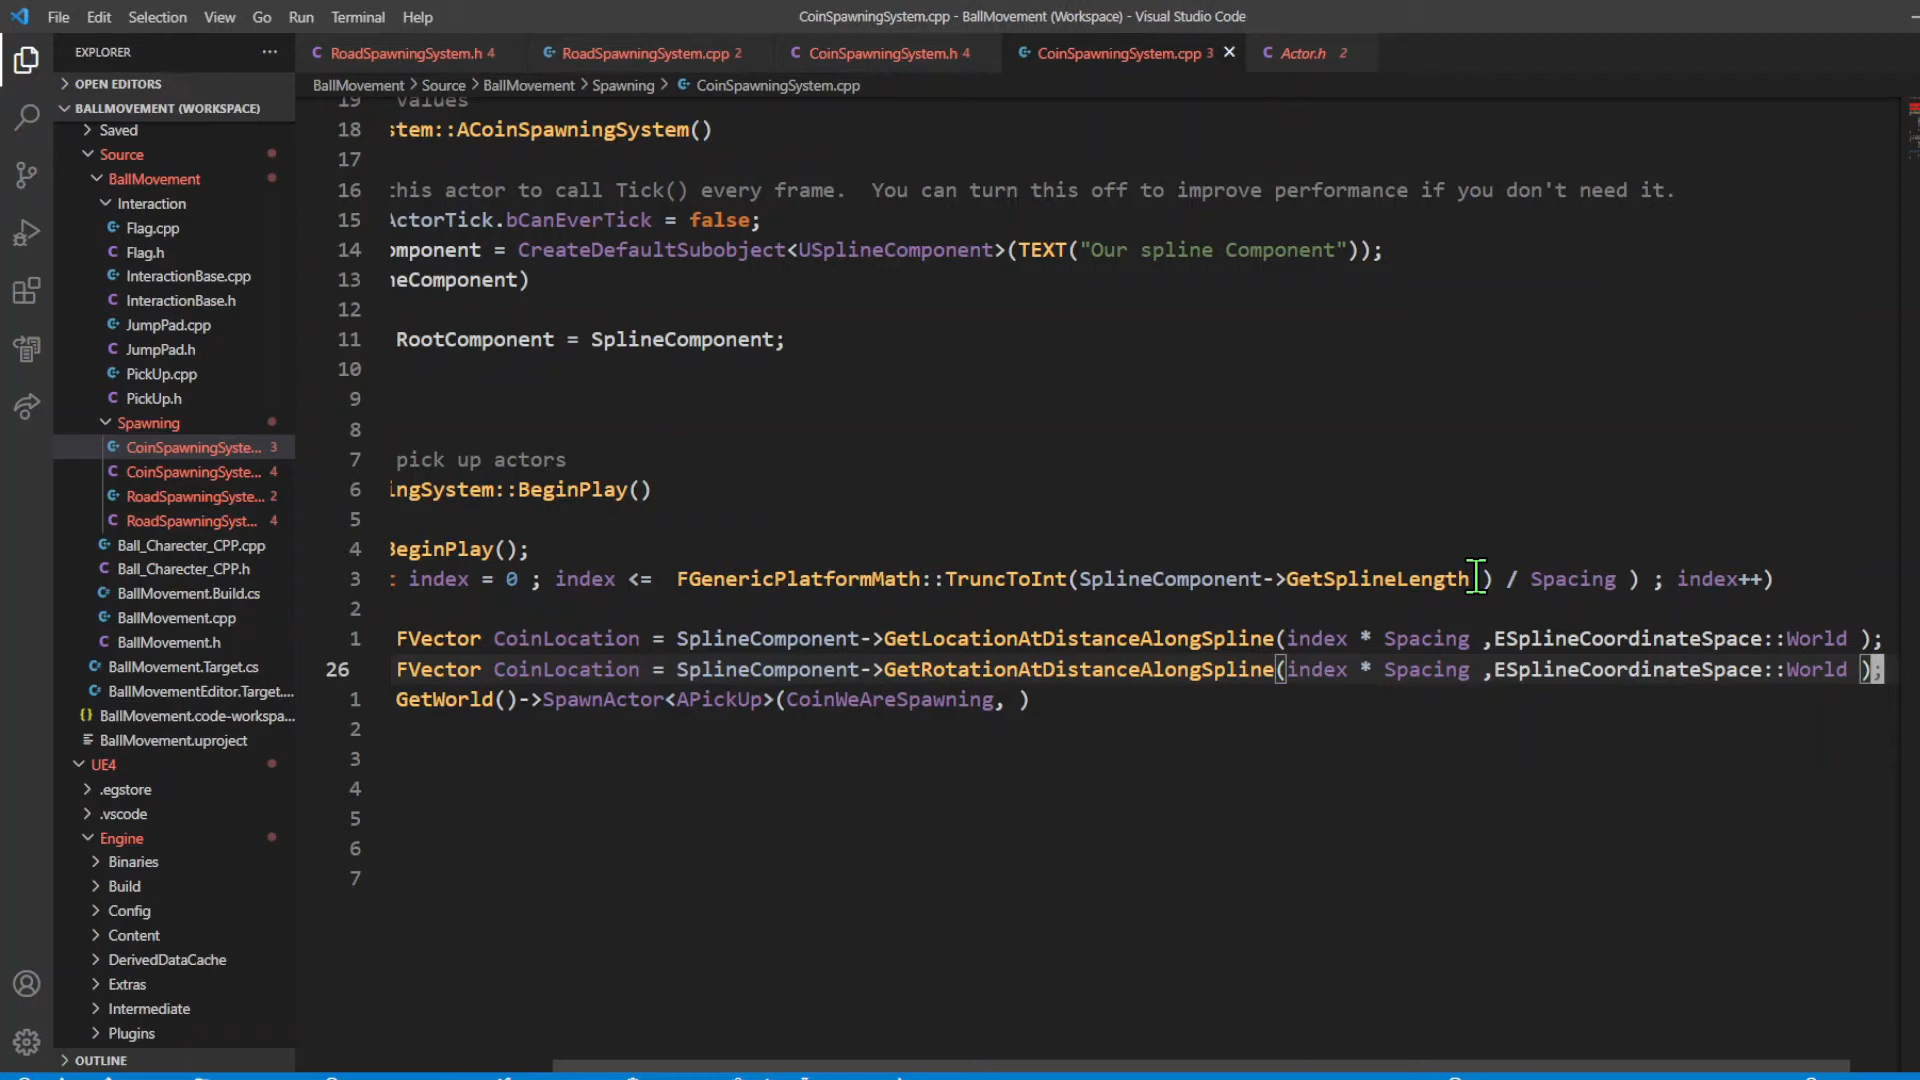 File Edit Selection View Go Run Terminal Help
CoinSpawningSystem.cpp - BallMovement (Workspace) - Visual Studio Code
EXPLORER
RoadSpawningSystem.h 4
RoadSpawningSystem.cpp 2
CoinSpawningSystem.h 4
CoinSpawningSystem.cpp 3
Actor.h 2
BallMovement > Source > BallMovement > Spawning > CoinSpawningSystem.cpp
OPEN EDITORS
BALLMOVEMENT (WORKSPACE)
Saved
Source
BallMovement
Interaction
Flag.cpp
Flag.h
InteractionBase.cpp
InteractionBase.h
JumpPad.cpp
JumpPad.h
PickUp.cpp
PickUp.h
Spawning
CoinSpawningSyste... 3
CoinSpawningSyste... 4
RoadSpawningSyste... 2
RoadSpawningSyst... 4
Ball_Charecter_CPP.cpp
Ball_Charecter_CPP.h
BallMovement.Build.cs
BallMovement.cpp
BallMovement.h
BallMovement.Target.cs
BallMovementEditor.Target....
BallMovement.code-workspa...
BallMovement.uproject
UE4
.egstore
.vscode
Engine
Binaries
Build
Config
Content
DerivedDataCache
Extras
Intermediate
Plugins
OUTLINE
19 values
18 stem::ACoinSpawningSystem()
17
16 this actor to call Tick() every frame.  You can turn this off to improve performance if you don't need it.
15 ActorTick.bCanEverTick = false;
14 omponent = CreateDefaultSubobject<USplineComponent>(TEXT("Our spline Component"));
13 neComponent)
12
11 RootComponent = SplineComponent;
10
9
8
7 pick up actors
6 ingSystem::BeginPlay()
5
4 BeginPlay();
3 t index = 0 ; index <=  FGenericPlatformMath::TruncToInt(SplineComponent->GetSplineLength ) / Spacing ) ; index++)
2
1 FVector CoinLocation = SplineComponent->GetLocationAtDistanceAlongSpline(index * Spacing ,ESplineCoordinateSpace::World );
26 FVector CoinLocation = SplineComponent->GetRotationAtDistanceAlongSpline(index * Spacing ,ESplineCoordinateSpace::World );
1 GetWorld()->SpawnActor<APickUp>(CoinWeAreSpawning, )
2
3
4
5
6
7